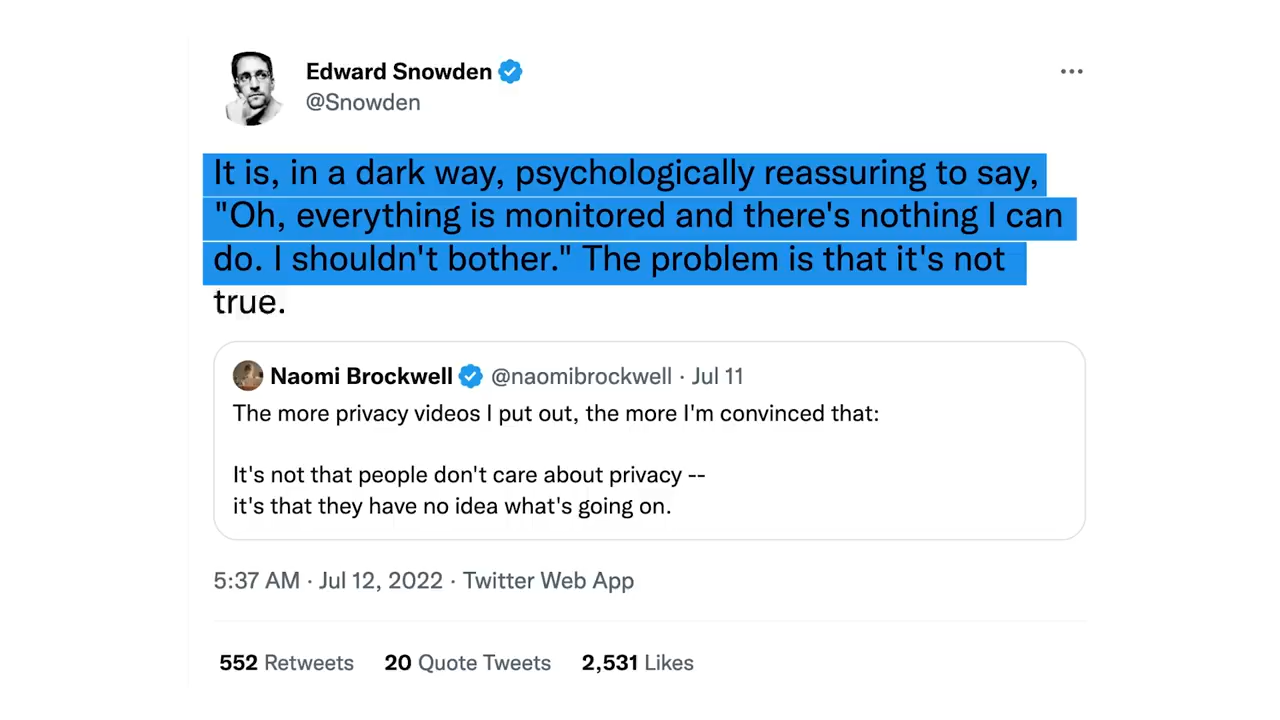 Edward Snowden
@Snowden
It is, in a dark way, psychologically reassuring to say,
"Oh, everything is monitored and there's nothing I can
do. I shouldn't bother." The problem is that it's not
true.
Naomi Brockwell @naomibrockwell · Jul 11
The more privacy videos I put out, the more I'm convinced that:
It's not that people don't care about privacy --
it's that they have no idea what's going on.
5:37 AM · Jul 12, 2022 · Twitter Web App
552 Retweets 20 Quote Tweets 2,531 Likes